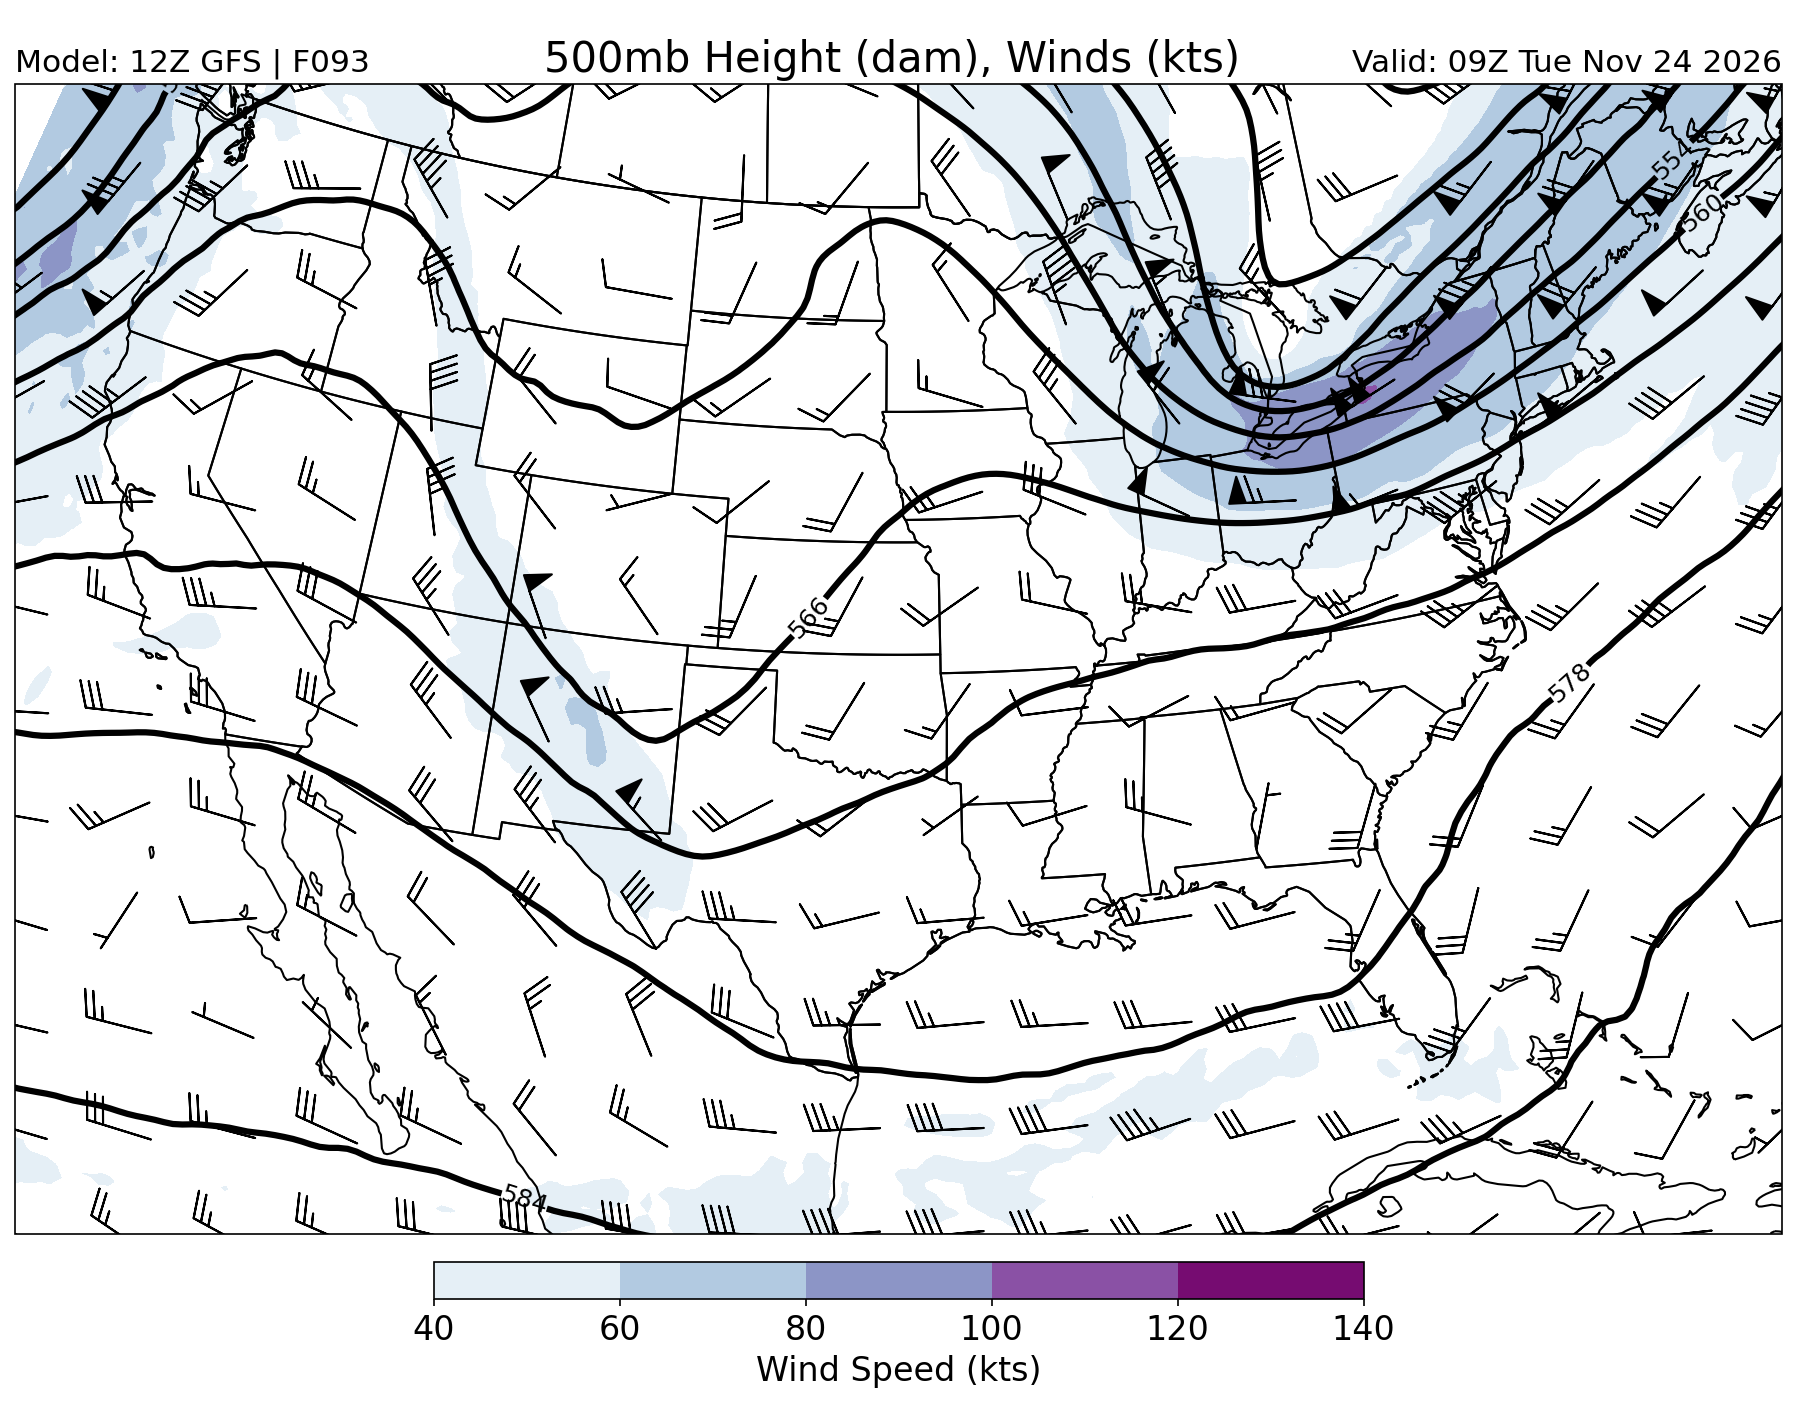 Model: 12Z GFS | F093
500mb Height (dam), Winds (kts)
Valid: 09Z Tue Nov 24 2026
554
560
566
578
584
40 60 80 100 120 140
Wind Speed (kts)